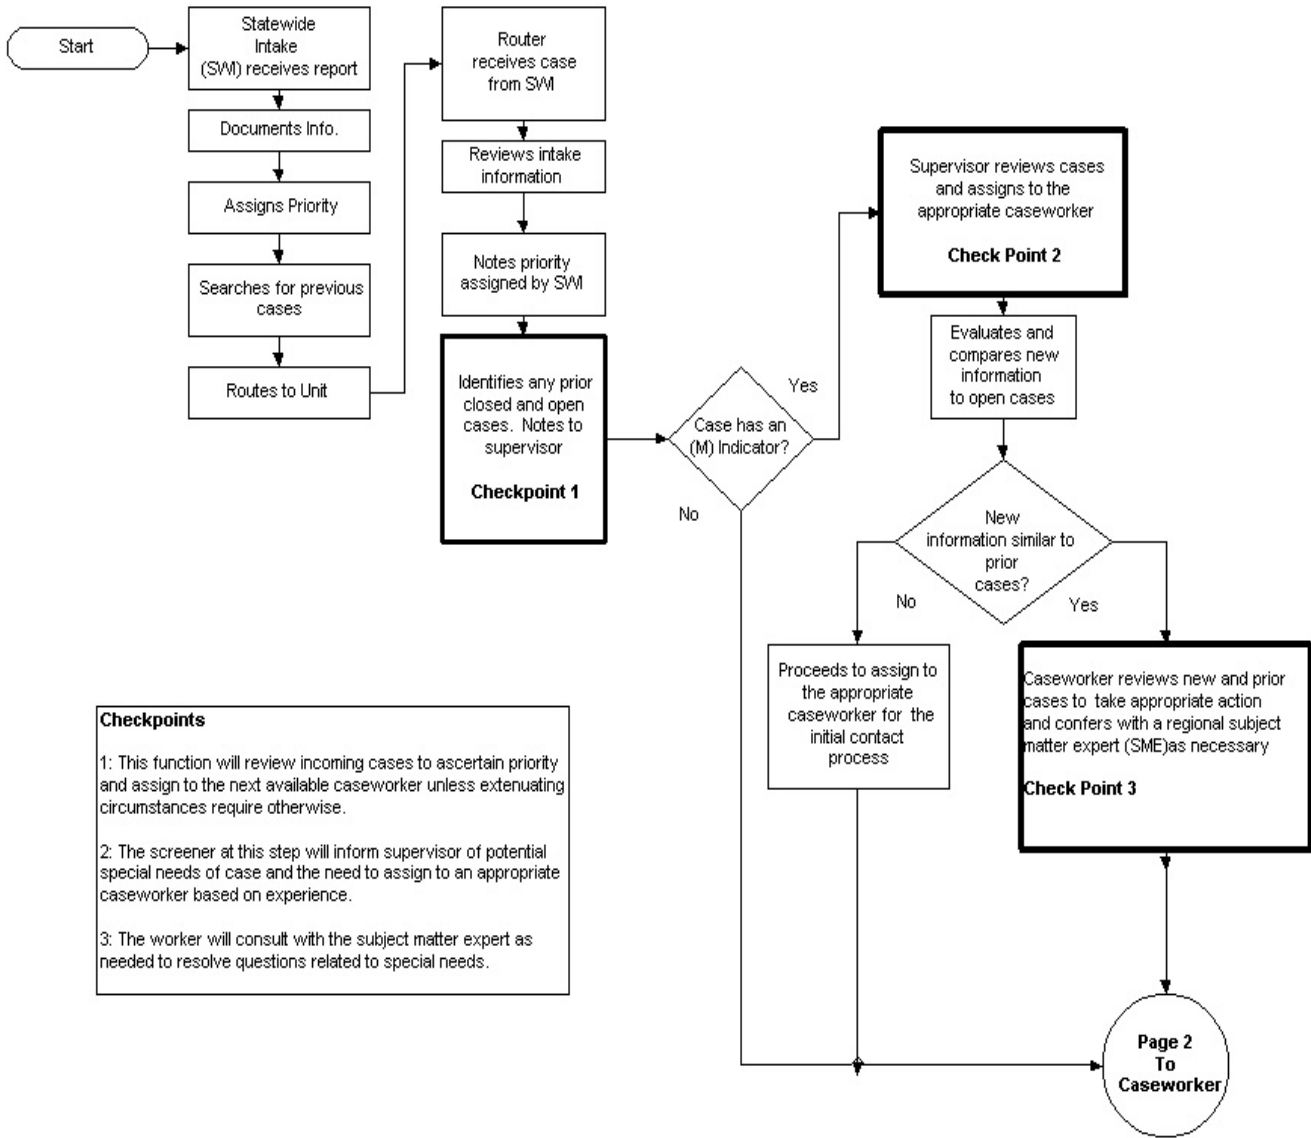 Start
Statewide
Intake
(SWI) receives report
Documents Info.
Assigns Priority
Searches for previous
cases
Routes to Unit
Router
receives case
from SWI
Reviews intake
information
Notes priority
assigned by SWI
Identifies any prior
closed and open
cases. Notes to
supervisor
Checkpoint 1
Case has an
(M) Indicator?
Yes
No
Supervisor reviews cases
and assigns to the
appropriate caseworker
Check Point 2
Evaluates and
compares new
information
to open cases
New
information similar to
prior
cases?
No
Yes
Proceeds to assign to
the appropriate
caseworker for the
initial contact
process
Caseworker reviews new and prior
cases to take appropriate action
and confers with a regional subject
matter expert (SME)as necessary
Check Point 3
Checkpoints
1: This function will review incoming cases to ascertain priority
and assign to the next available caseworker unless extenuating
circumstances require otherwise.
2: The screener at this step will inform supervisor of potential
special needs of case and the need to assign to an appropriate
caseworker based on experience.
3: The worker will consult with the subject matter expert as
needed to resolve questions related to special needs.
Page 2
To
Caseworker